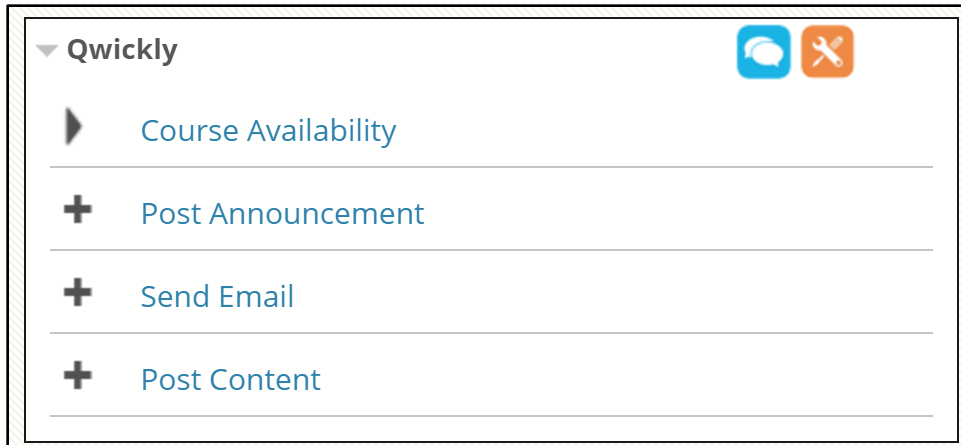 Qwickly
Course Availability
Post Announcement
Send Email
Post Content